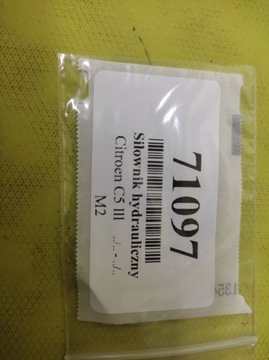 71097
Siłownik hydrauliczny
Citroen C5 III ../.. - ../..
M2